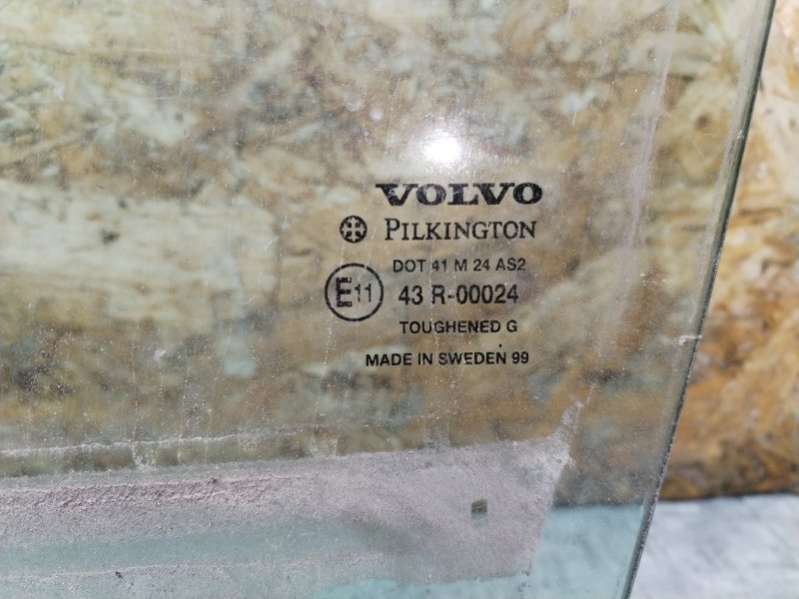 VOLVO
PILKINGTON
DOT 41 M 24 AS2
E11 43 R-00024
TOUGHENED G
MADE IN SWEDEN 99